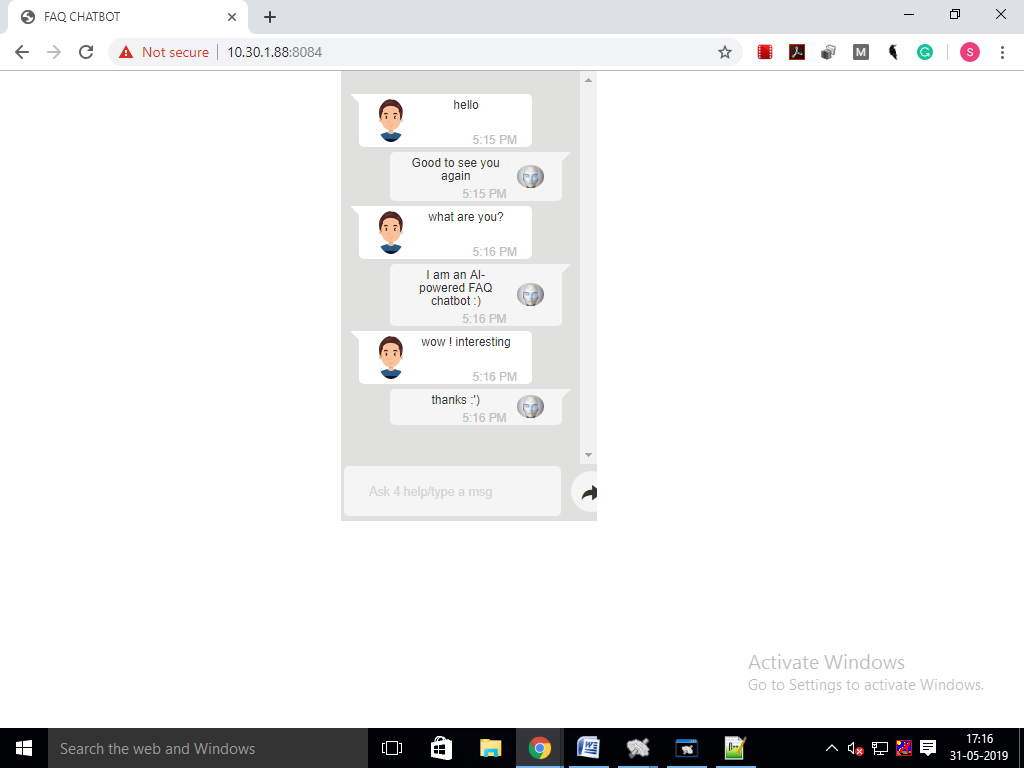 FAQ CHATBOT
Not secure
10.30.1.88:8084
M
S
hello
5:15 PM
Good to see you
again
5:15 PM
what are you?
5:16 PM
I am an AI-
powered FAQ
chatbot :)
5:16 PM
wow ! interesting
5:16 PM
thanks :')
5:16 PM
Ask 4 help/type a msg
Activate Windows
Go to Settings to activate Windows.
Search the web and Windows
17:16
31-05-2019